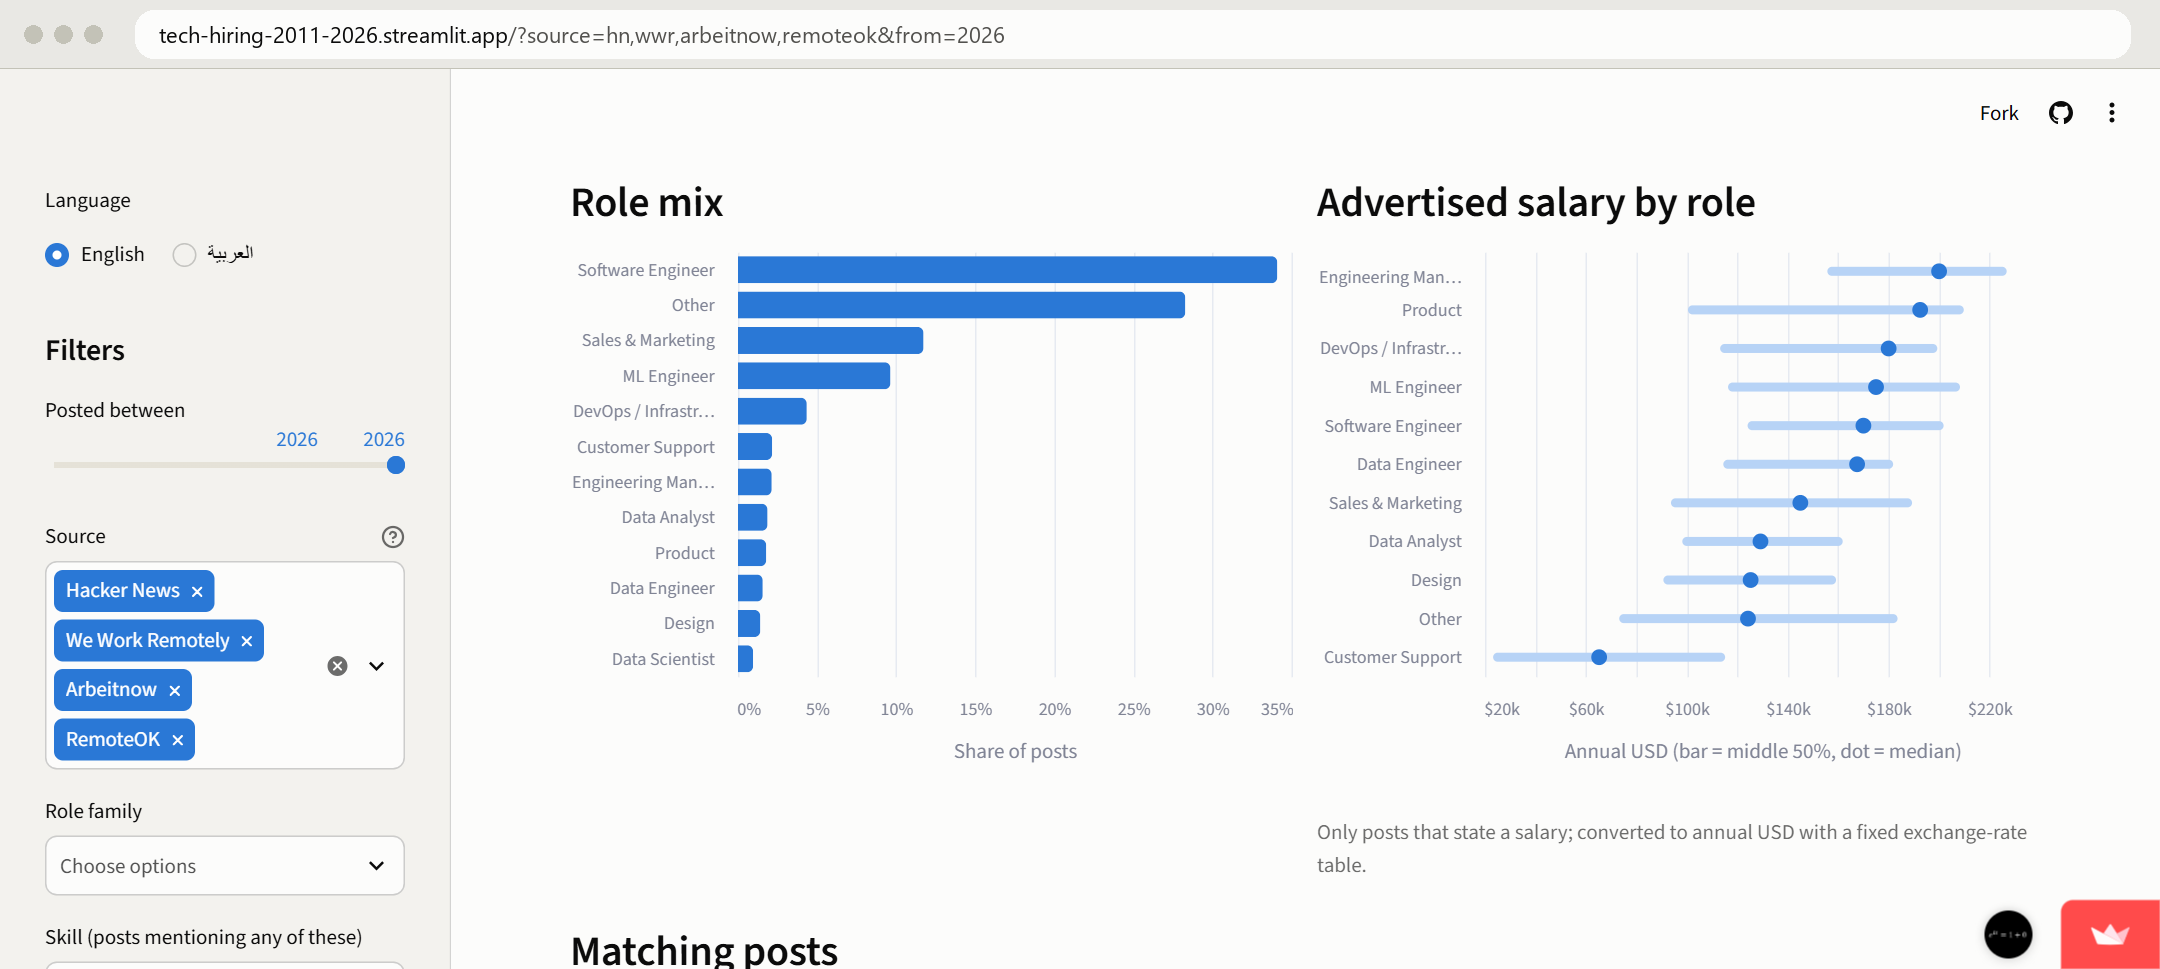 tech-hiring-2011-2026.streamlit.app/?source=hn,wwr,arbeitnow,remoteok&from=2026
Fork
Language
English
العربية
Filters
Posted between
2026 2026
Source
Hacker News
We Work Remotely
Arbeitnow
RemoteOK
Role family
Choose options
Skill (posts mentioning any of these)
Role mix
Software Engineer
Other
Sales & Marketing
ML Engineer
DevOps / Infrastr…
Customer Support
Engineering Man…
Data Analyst
Product
Data Engineer
Design
Data Scientist
0% 5% 10% 15% 20% 25% 30% 35%
Share of posts
Advertised salary by role
Engineering Man…
Product
DevOps / Infrastr…
ML Engineer
Software Engineer
Data Engineer
Sales & Marketing
Data Analyst
Design
Other
Customer Support
$20k $60k $100k $140k $180k $220k
Annual USD (bar = middle 50%, dot = median)
Only posts that state a salary; converted to annual USD with a fixed exchange-rate
table.
Matching posts